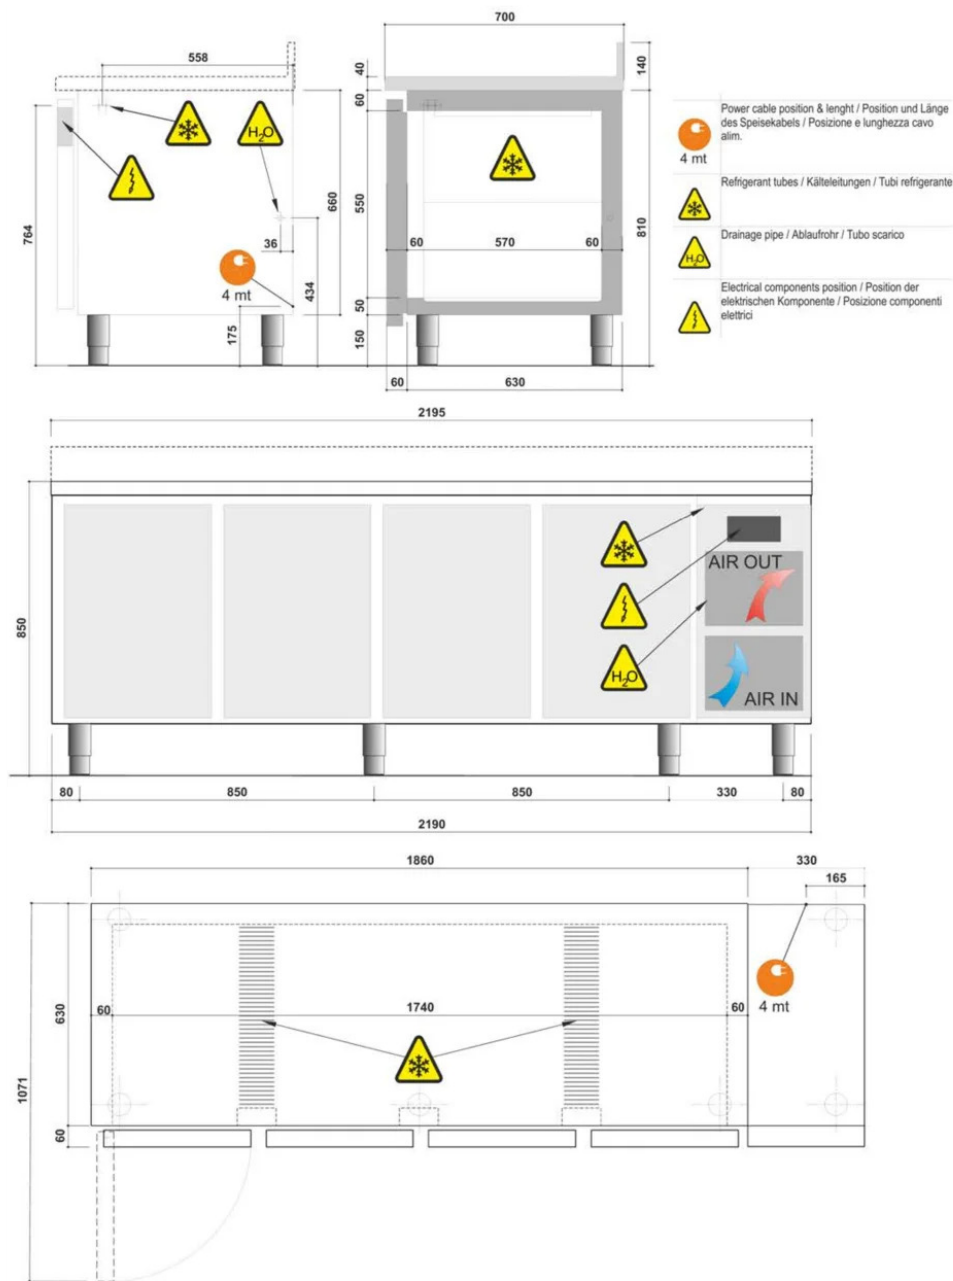 700
558
140
40
60
Power cable position & lenght / Position und Länge
des Speisekabels / Posizione e lunghezza cavo
alim.
4 mt
H2O
Refrigerant tubes / Kälteleitungen / Tubi refrigerante
764
660
550
810
Drainage pipe / Ablaufrohr / Tubo scarico
H2O
36
60
570
60
4 mt
434
Electrical components position / Position der
elektrischen Komponente / Posizione componenti
elettrici
175
50
150
60
630
2195
850
AIR OUT
H2O
AIR IN
80
850
850
330
80
2190
1860
330
165
630
60
1740
60
4 mt
1071
60